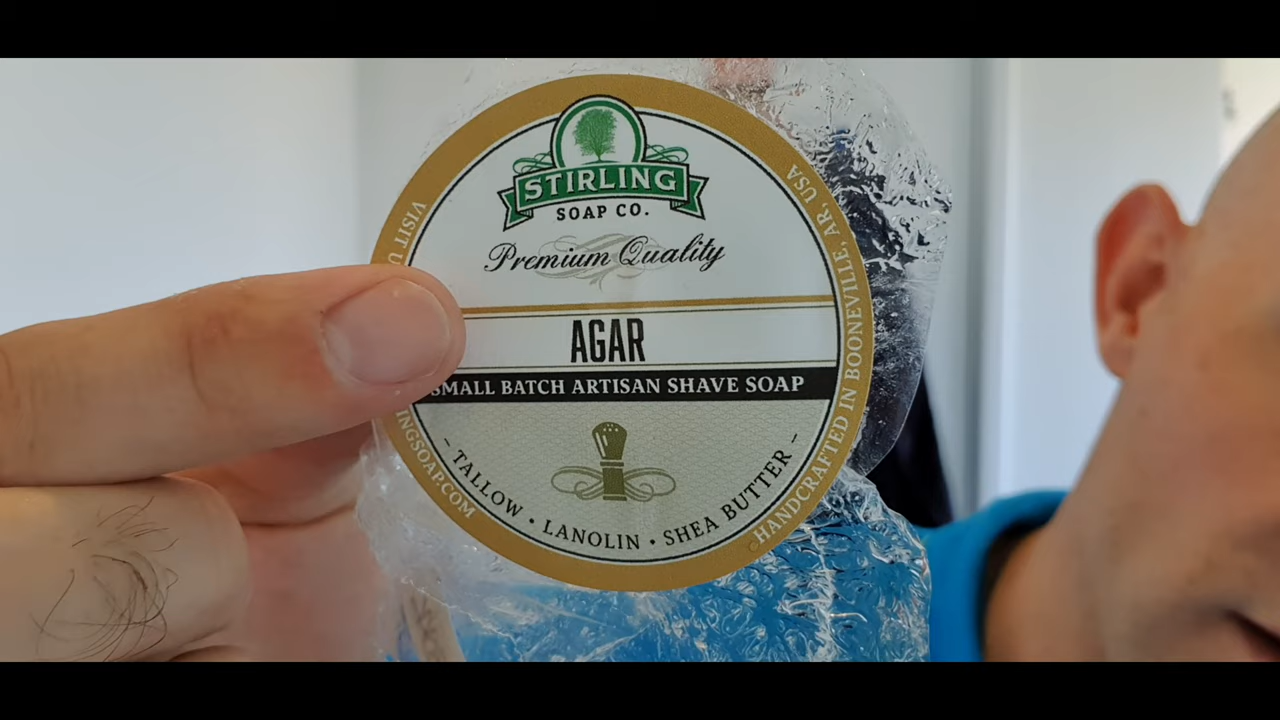 STIRLING
SOAP CO.
Premium Quality
AGAR
SMALL BATCH ARTISAN SHAVE SOAP
- TALLOW • LANOLIN • SHEA BUTTER -
VISIT
INGSOAP.COM
HANDCRAFTED IN BOONEVILLE, AR, USA